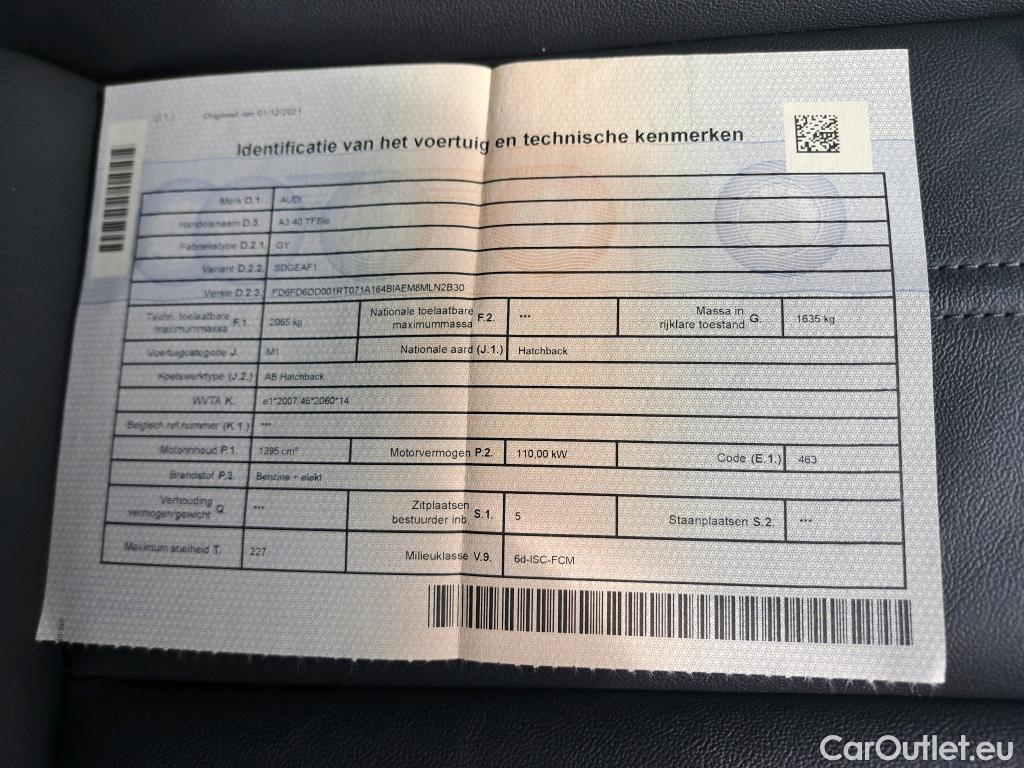 (I.1.) Origineel van 01/12/2021
Identificatie van het voertuig en technische kenmerken
Merk D.1. AUDI
Handelsnaam D.3. A3 40 TFSIe
Fabriekstype D.2.1. GY
Variant D.2.2. SDGEAF1
Versie D.2.3. FD6FD6DD001RT071A164BIAEM8MLN2B30
Techn. toelaatbare maximummassa F.1. 2065 kg Nationale toelaatbare maximummassa F.2. *** Massa in rijklare toestand G. 1635 kg
Voertuigcategorie J. M1 Nationale aard (J.1.) Hatchback
Koetswerktype (J.2.) AB Hatchback
WVTA K. e1*2007/46*2060*14
Belgisch ref.nummer (K.1.) ***
Motorinhoud P.1. 1395 cm³ Motorvermogen P.2. 110,00 kW Code (E.1.) 463
Brandstof P.3. Benzine + elekt
Verhouding vermogen/gewicht Q. *** Zitplaatsen bestuurder inb. S.1. 5 Staanplaatsen S.2. ***
Maximum snelheid T. 227 Milieuklasse V.9. 6d-ISC-FCM
CarOutlet.eu